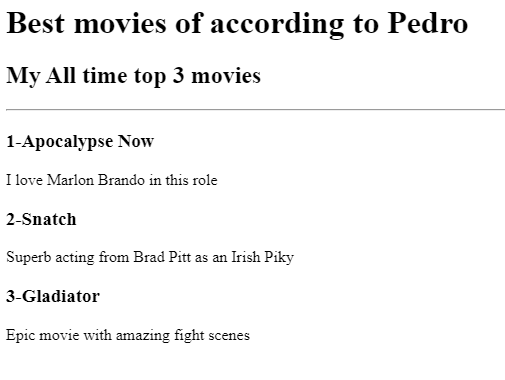 Best movies of according to Pedro
My All time top 3 movies
1-Apocalypse Now
I love Marlon Brando in this role
2-Snatch
Superb acting from Brad Pitt as an Irish Piky
3-Gladiator
Epic movie with amazing fight scenes